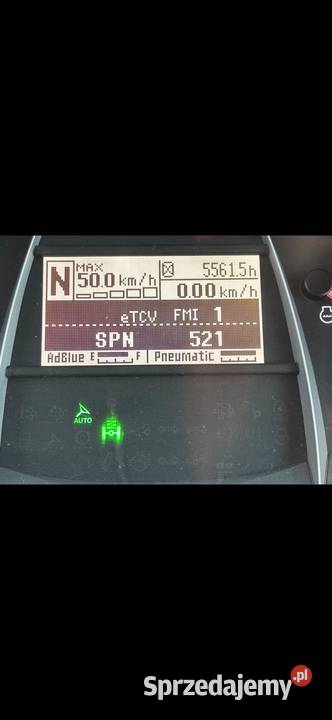 N
MAX
50.0 km/h
5561.5h
0.00 km/h
eTCV FMI 1
SPN 521
AdBlue E F Pneumatic
AUTO
P
Sprzedajemy.pl